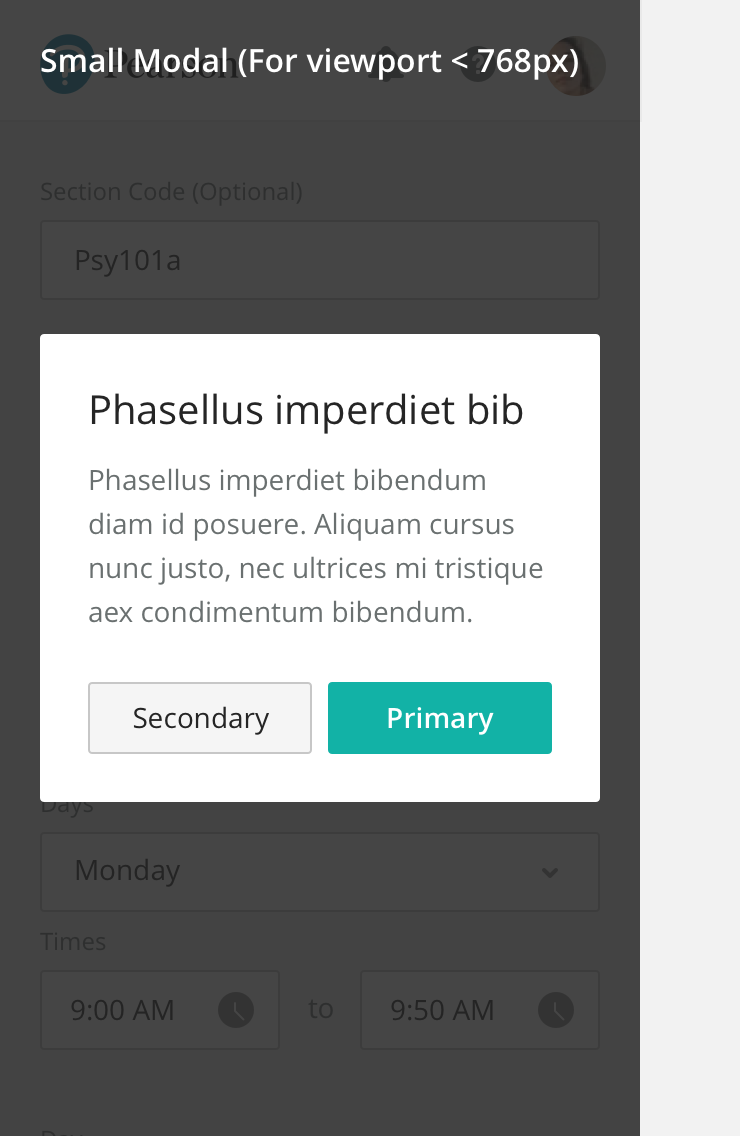 Small Modal (For viewport < 768px)
Pearson
Section Code (Optional)
Psy101a
Phasellus imperdiet bib
Phasellus imperdiet bibendum
diam id posuere. Aliquam cursus
nunc justo, nec ultrices mi tristique
aex condimentum bibendum.
Secondary Primary
Days
Monday
Times
9:00 AM to 9:50 AM